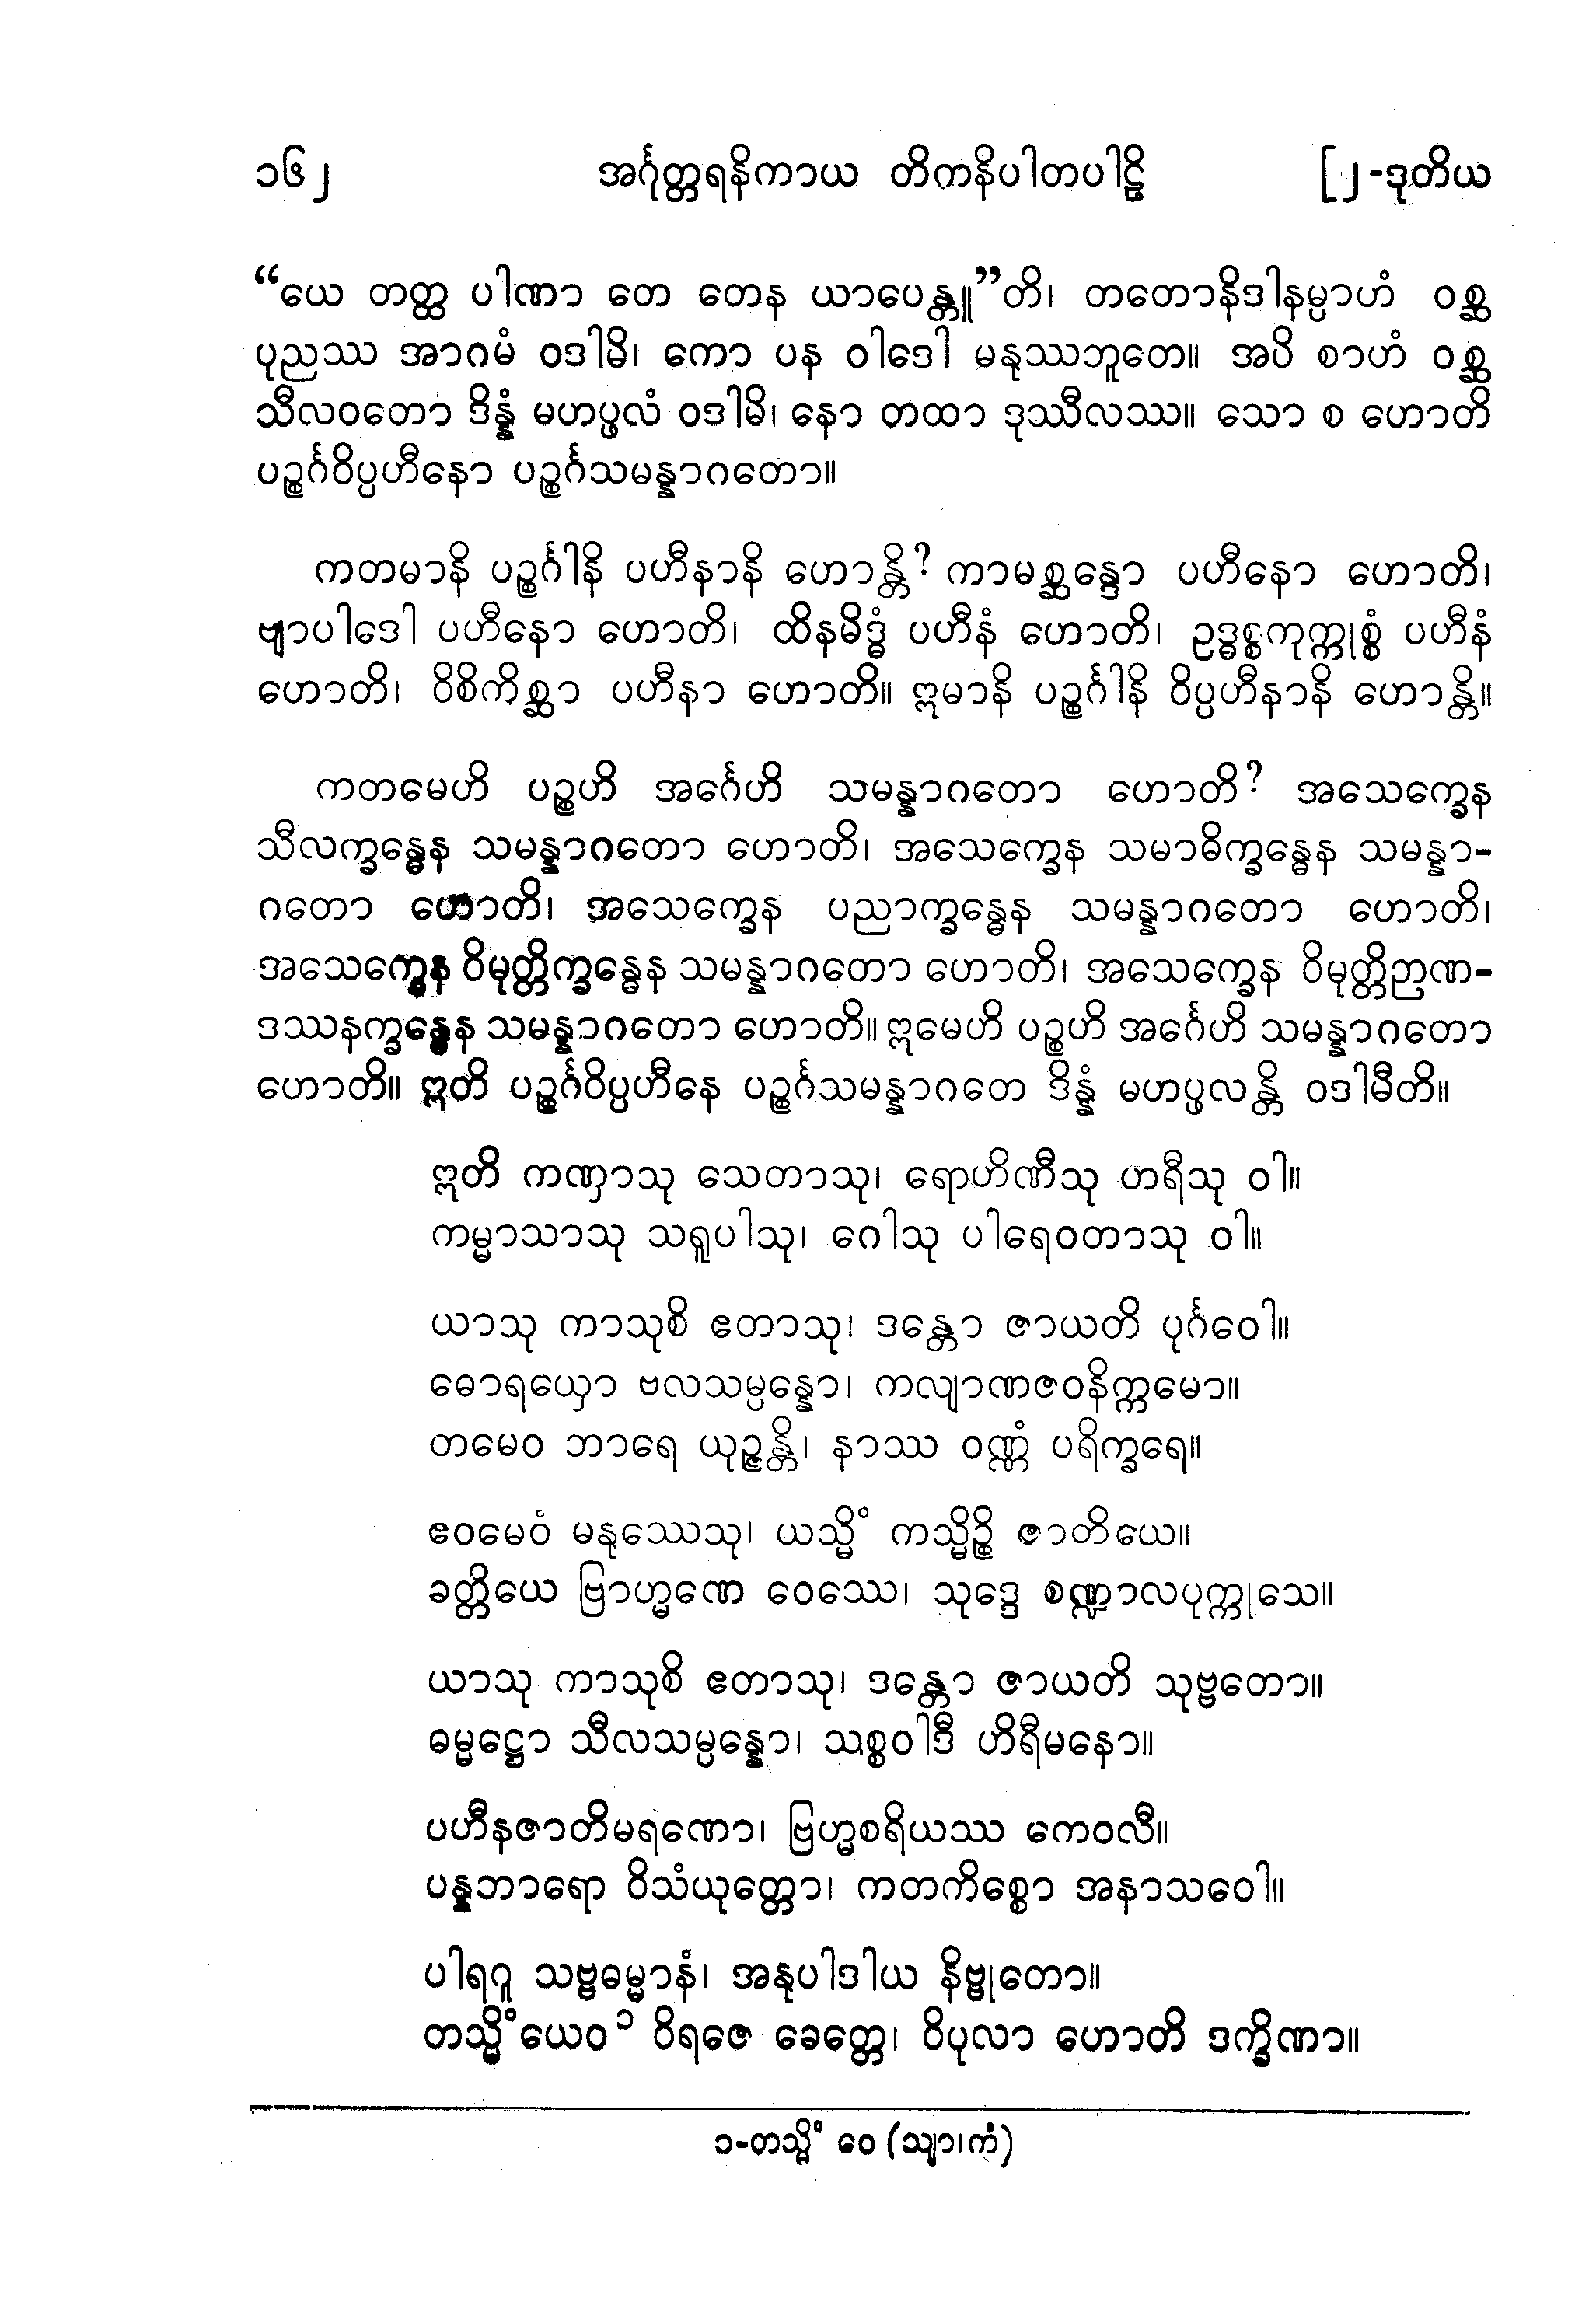 ၁၆၂ အင်္ဂုတ္တရနိကာယ တိကနိပါတပါဠိ [၂-ဒုတိယ
“ယေ တတ္ထ ပါဏာ တေ တေန ယာပေန္တူ”တိ၊ တတောနိဒါနမ္ပာဟံ ဝစ္ဆ
ပုညဿ အာဂမံ ဝဒါမိ၊ ကော ပန ဝါဒေါ မနုဿဘူတေ။ အပိ စာဟံ ဝစ္ဆ
သီလဝတော ဒိန္နံ မဟပ္ဖလံ ဝဒါမိ၊ နော တထာ ဒုဿီလဿ။ သော စ ဟောတိ
ပဉ္စင်္ဂဝိပ္ပဟီနော ပဉ္စင်္ဂသမန္နာဂတော။
ကတမာနိ ပဉ္စင်္ဂါနိ ပဟီနာနိ ဟောန္တိ? ကာမစ္ဆန္ဒော ပဟီနော ဟောတိ၊
ဗျာပါဒေါ ပဟီနော ဟောတိ၊ ထိနမိဒ္ဓံ ပဟီနံ ဟောတိ၊ ဥဒ္ဓစ္စကုက္ကုစ္စံ ပဟီနံ
ဟောတိ၊ ဝိစိကိစ္ဆာ ပဟီနာ ဟောတိ။ ဣမာနိ ပဉ္စင်္ဂါနိ ဝိပ္ပဟီနာနိ ဟောန္တိ။
ကတမေဟိ ပဉ္စဟိ အင်္ဂေဟိ သမန္နာဂတော ဟောတိ? အသေက္ခေန
သီလက္ခန္ဓေန သမန္နာဂတော ဟောတိ၊ အသေက္ခေန သမာဓိက္ခန္ဓေန သမန္နာ-
ဂတော ဟောတိ၊ အသေက္ခေန ပညာက္ခန္ဓေန သမန္နာဂတော ဟောတိ၊
အသေက္ခေန ဝိမုတ္တိက္ခန္ဓေန သမန္နာဂတော ဟောတိ၊ အသေက္ခေန ဝိမုတ္တိဉာဏ-
ဒဿနက္ခန္ဓေန သမန္နာဂတော ဟောတိ။ ဣမေဟိ ပဉ္စဟိ အင်္ဂေဟိ သမန္နာဂတော
ဟောတိ။ ဣတိ ပဉ္စင်္ဂဝိပ္ပဟီနေ ပဉ္စင်္ဂသမန္နာဂတေ ဒိန္နံ မဟပ္ဖလန္တိ ဝဒါမီတိ။
ဣတိ ကဏှာသု သေတာသု၊ ရောဟိဏီသု ဟရီသု ဝါ။
ကမ္မာသာသု သရူပါသု၊ ဂေါသု ပါရေဝတာသု ဝါ။
ယာသု ကာသုစိ ဧတာသု၊ ဒန္တော ဇာယတိ ပုင်္ဂဝေါ။
ဓောရယှော ဗလသမ္ပန္နော၊ ကလျာဏဇဝနိက္ကမော။
တမေဝ ဘာရေ ယုဉ္ဇန္တိ၊ နာဿ ဝဏ္ဏံ ပရိက္ခရေ။
ဧဝမေဝံ မနုဿေသု၊ ယသ္မိံ ကသ္မိဉ္စိ ဇာတိယေ။
ခတ္တိယေ ဗြာဟ္မဏေ ဝေဿေ၊ သုဒ္ဒေ စဏ္ဍာလပုက္ကုသေ။
ယာသု ကာသုစိ ဧတာသု၊ ဒန္တော ဇာယတိ သုဗ္ဗတော။
ဓမ္မဋ္ဌော သီလသမ္ပန္နော၊ သစ္စဝါဒီ ဟိရီမနော။
ပဟီနဇာတိမရဏော၊ ဗြဟ္မစရိယဿ ကေဝလီ။
ပန္နဘာရော ဝိသံယုတ္တော၊ ကတကိစ္စော အနာသဝေါ။
ပါရဂူ သဗ္ဗဓမ္မာနံ၊ အနုပါဒါယ နိဗ္ဗုတော။
တသ္မိံယေဝ ၁ ဝိရဇေ ခေတ္တေ၊ ဝိပုလာ ဟောတိ ဒက္ခိဏာ။
၁-တသ္မိံ ဝေ (သျာ၊ကံ)